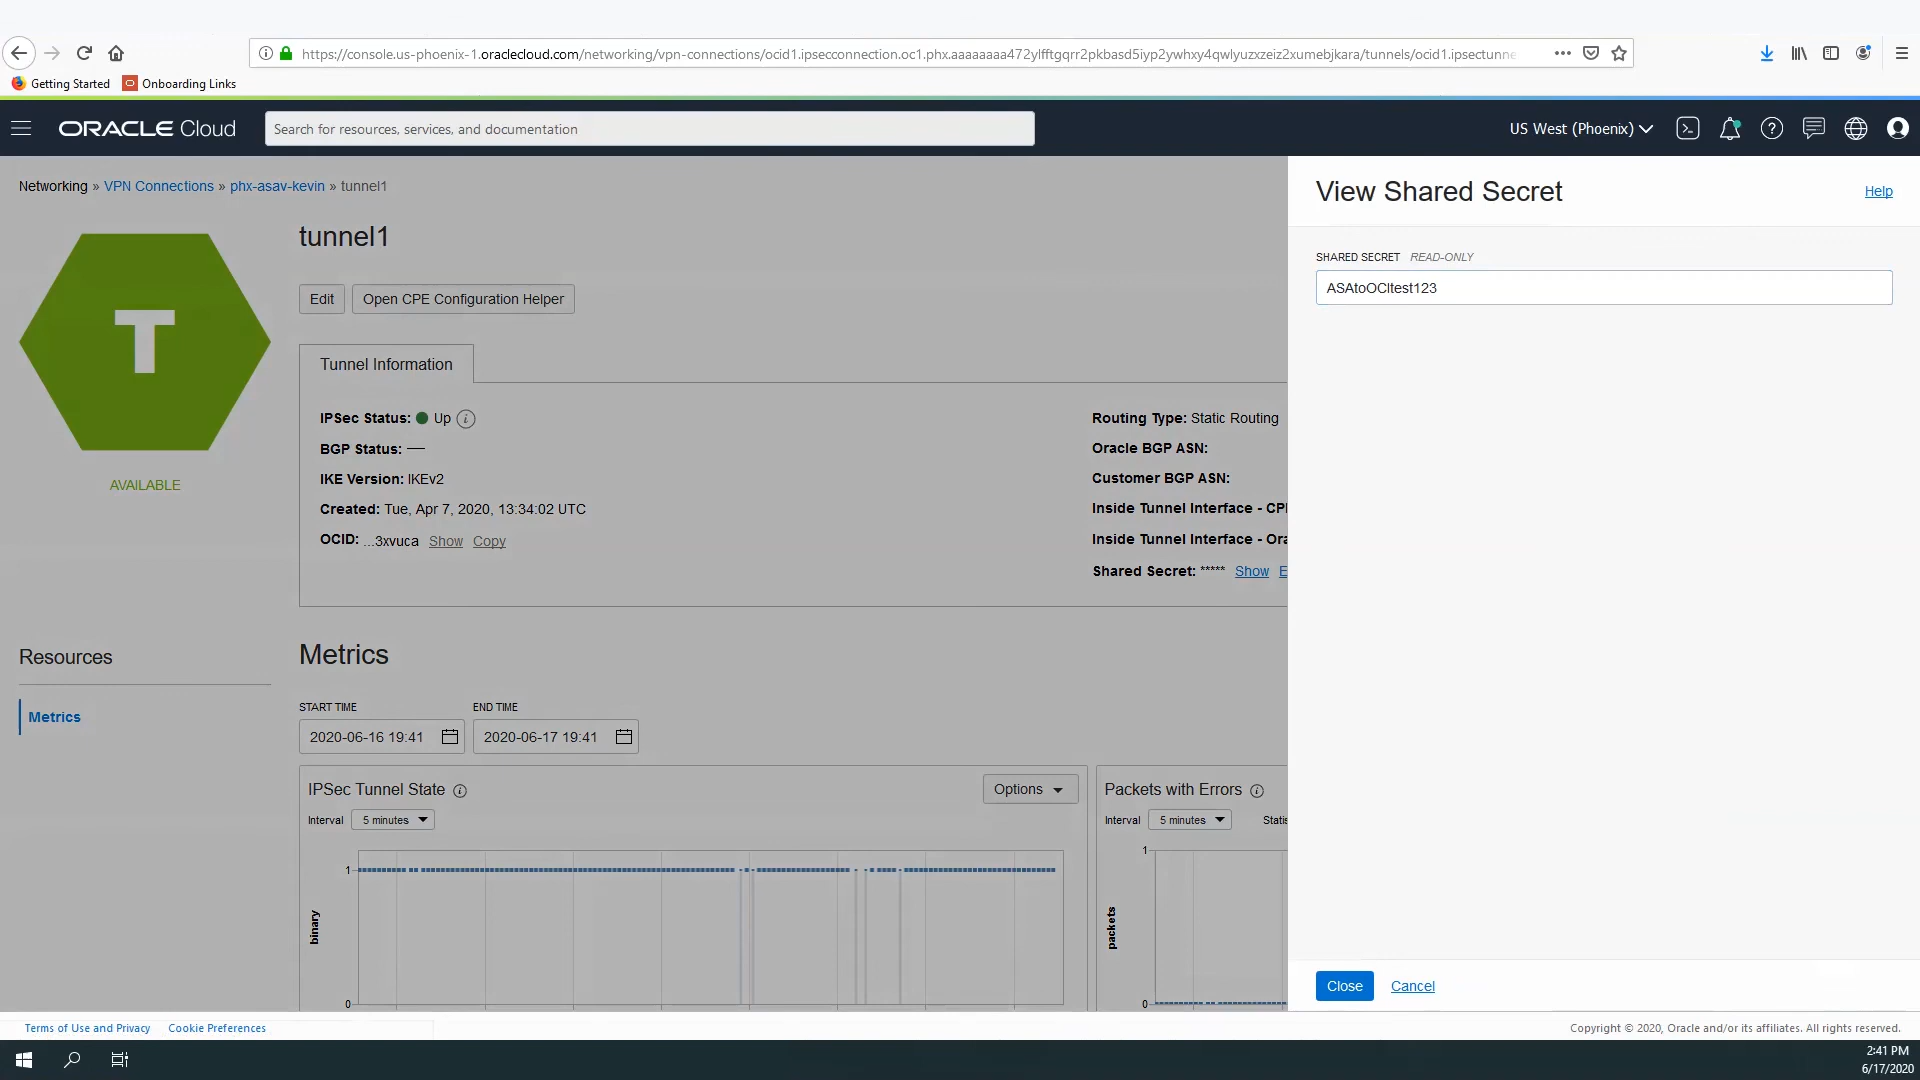 https://console.us-phoenix-1.oraclecloud.com/networking/vpn-connections/ocid1.ipsecconnection.oc1.phx.aaaaaaaa472ylfftgqrr2pkbasd5iyp2ywhxy4qwlyuzxzeiz2xumebjkara/tunnels/ocid1.ipsectunne
Getting Started
Onboarding Links
ORACLE Cloud
Search for resources, services, and documentation
US West (Phoenix)
Networking » VPN Connections » phx-asav-kevin » tunnel1
T
AVAILABLE
tunnel1
Edit
Open CPE Configuration Helper
Tunnel Information
IPSec Status: Up
BGP Status: —
IKE Version: IKEv2
Created: Tue, Apr 7, 2020, 13:34:02 UTC
OCID: ...3xvuca Show Copy
Routing Type: Static Routing
Oracle BGP ASN:
Customer BGP ASN:
Inside Tunnel Interface - CP
Inside Tunnel Interface - Ora
Shared Secret: ***** Show E
Resources
Metrics
Metrics
START TIME
END TIME
2020-06-16 19:41
2020-06-17 19:41
IPSec Tunnel State
Options
Interval 5 minutes
1
binary
0
Packets with Errors
Interval 5 minutes
Statis
1
packets
0
View Shared Secret
Help
SHARED SECRET READ-ONLY
ASAtoOCItest123
Close
Cancel
Terms of Use and Privacy
Cookie Preferences
Copyright © 2020, Oracle and/or its affiliates. All rights reserved.
2:41 PM
6/17/2020